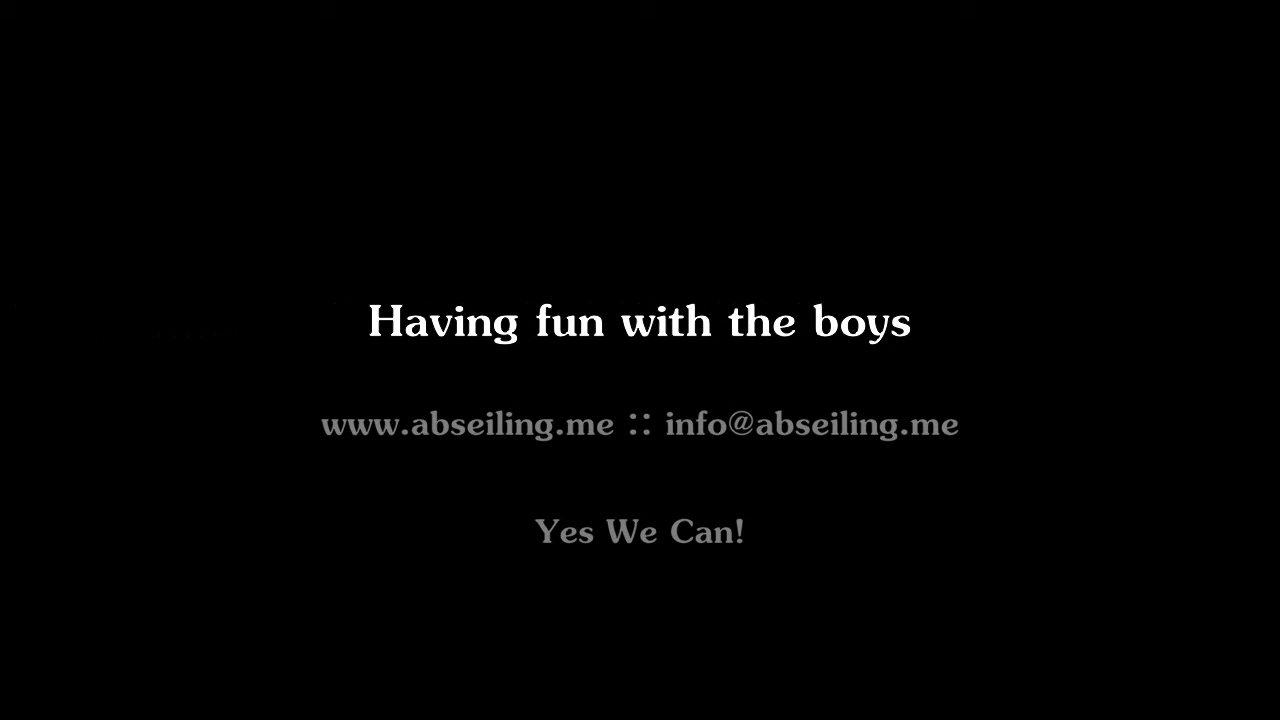 Having fun with the boys
www.abseiling.me :: info@abseiling.me
Yes We Can!